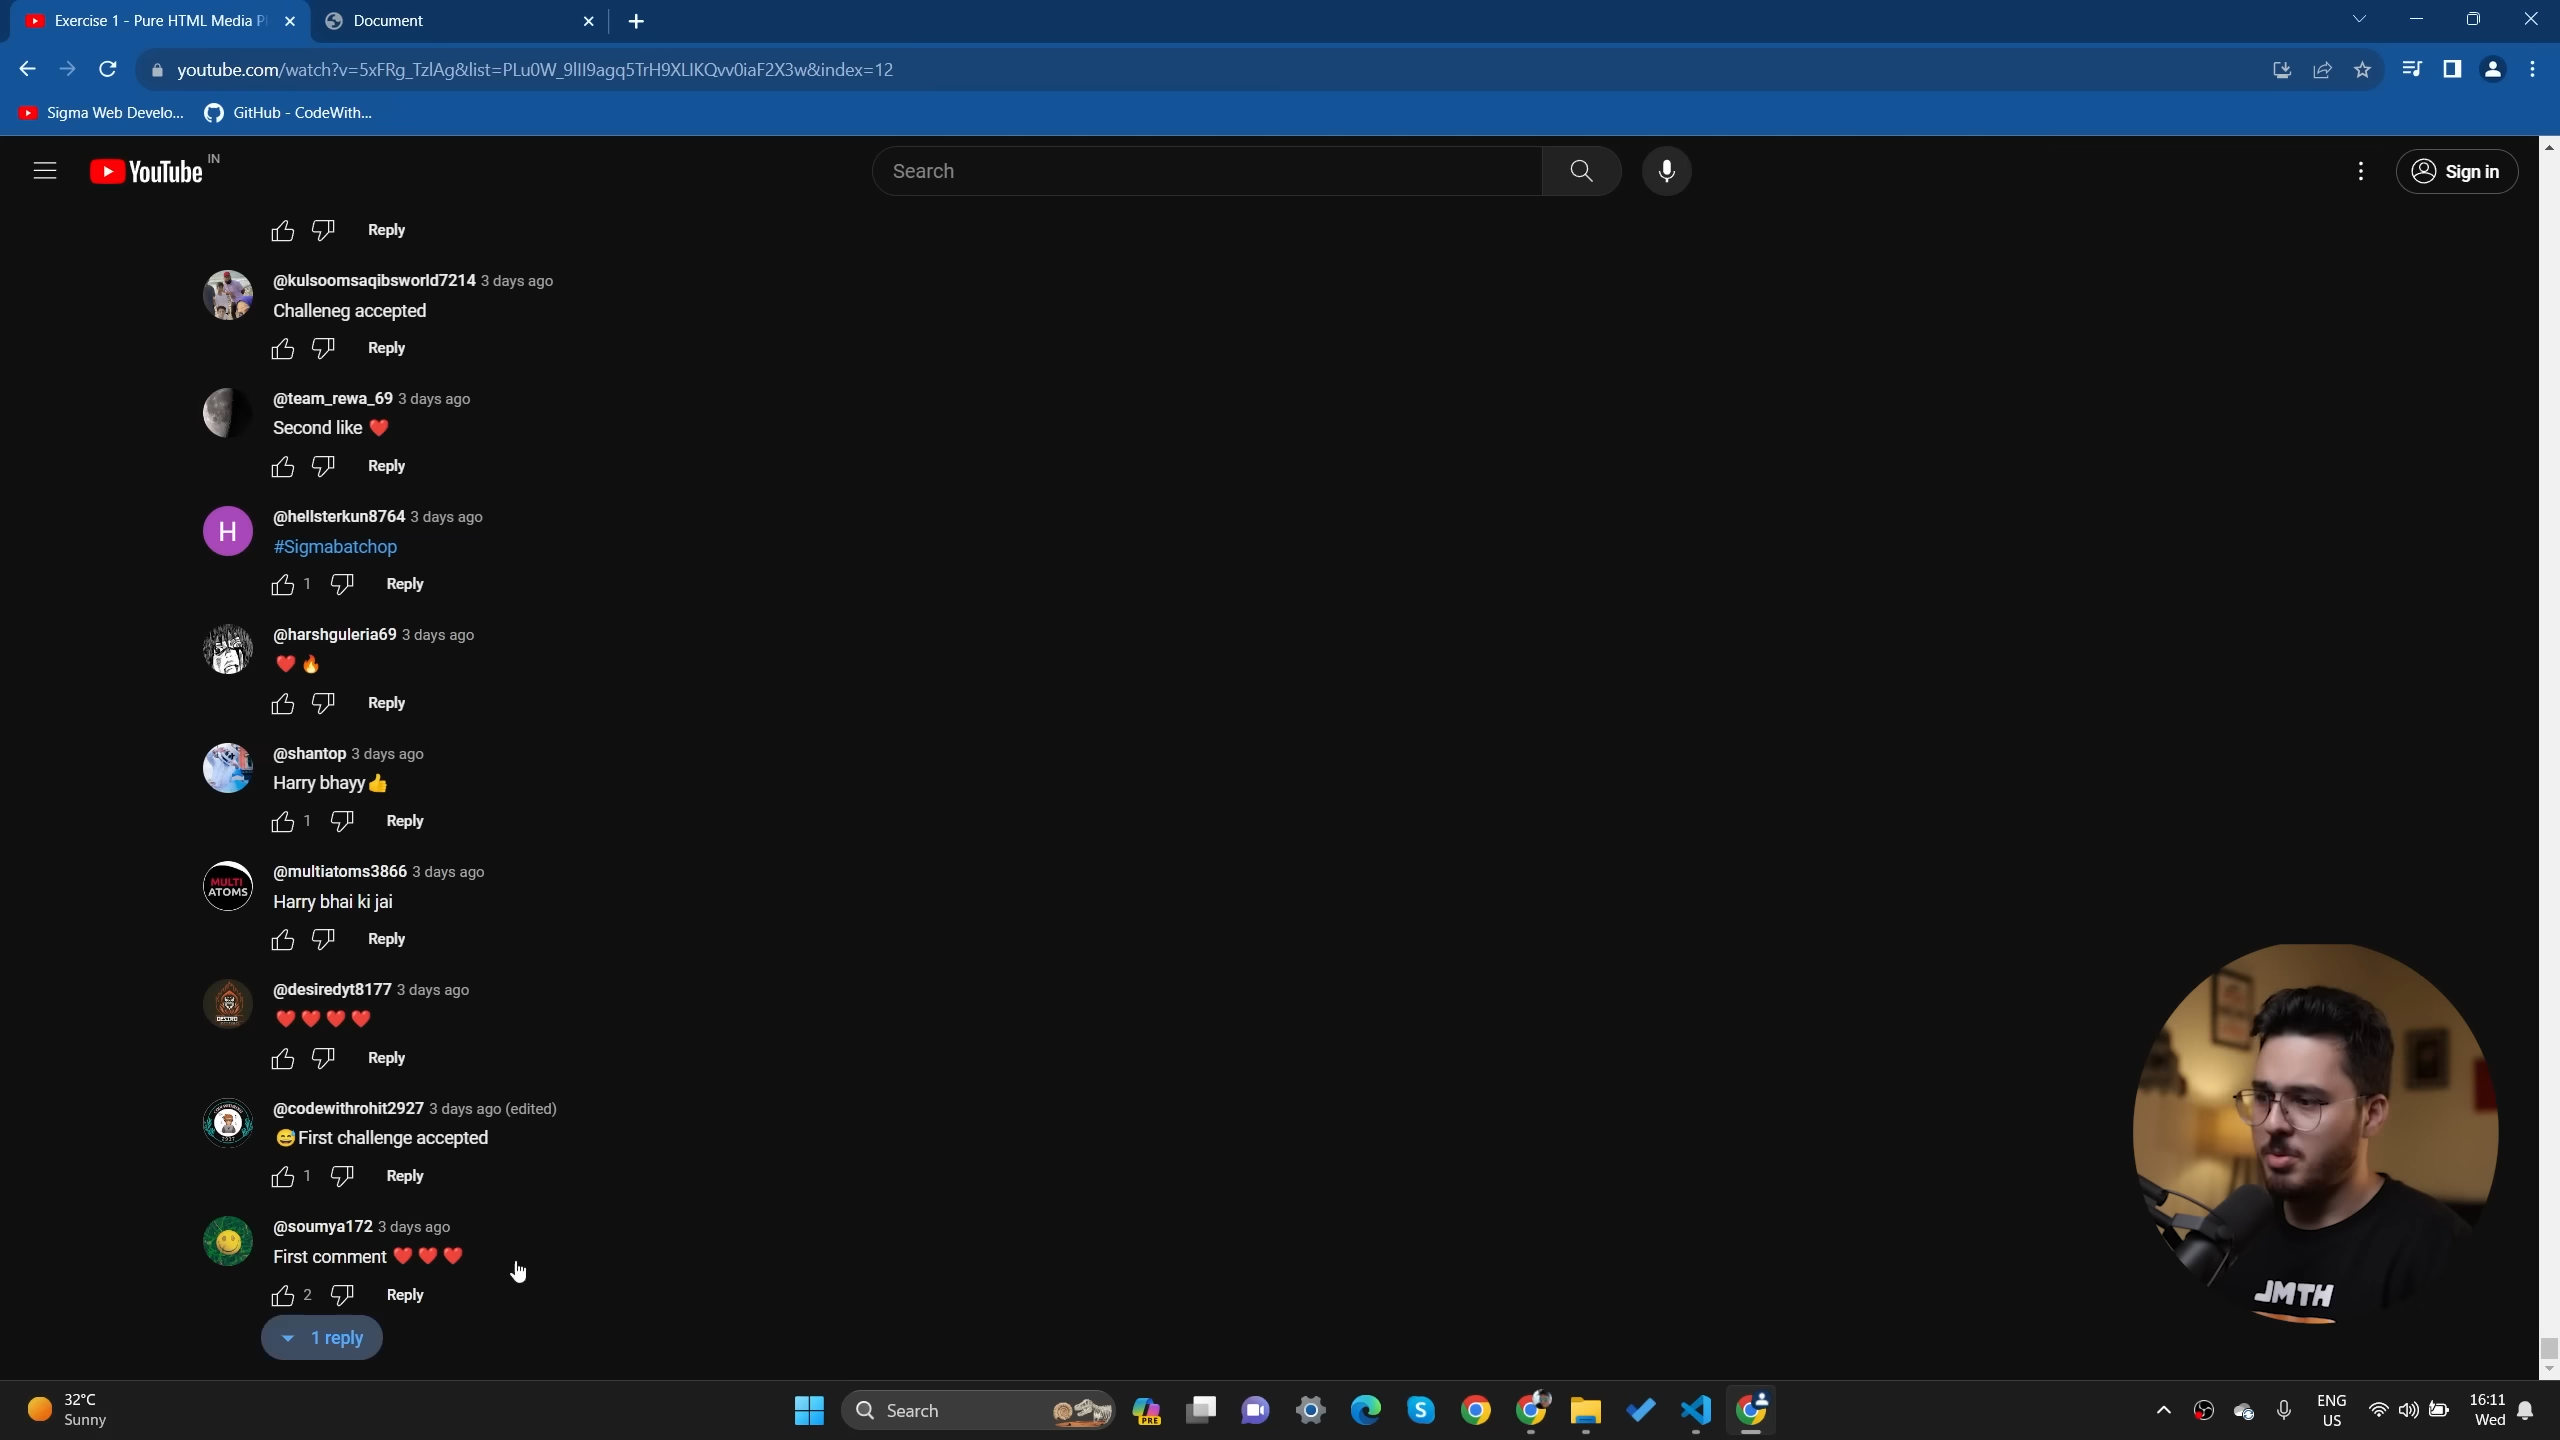 Exercise 1 - Pure HTML Media P
Document
youtube.com/watch?v=5xFRg_TzlAg&list=PLu0W_9lII9agq5TrH9XLIKQvv0iaF2X3w&index=12
Sigma Web Develo...
GitHub - CodeWith...
YouTube IN
Search
Sign in
Reply
@kulsoomsaqibsworld7214 3 days ago
Challeneg accepted
Reply
@team_rewa_69 3 days ago
Second like ❤️
Reply
H
@hellsterkun8764 3 days ago
#Sigmabatchop
1 Reply
@harshguleria69 3 days ago
❤️🔥
Reply
@shantop 3 days ago
Harry bhayy👍
1 Reply
MULTI
ATOMS
@multiatoms3866 3 days ago
Harry bhai ki jai
Reply
@desiredyt8177 3 days ago
❤️❤️❤️❤️
Reply
@codewithrohit2927 3 days ago (edited)
😅First challenge accepted
1 Reply
@soumya172 3 days ago
First comment ❤️❤️❤️
2 Reply
1 reply
HTML
32°C
Sunny
Search
PRE
ENG
US
16:11
Wed